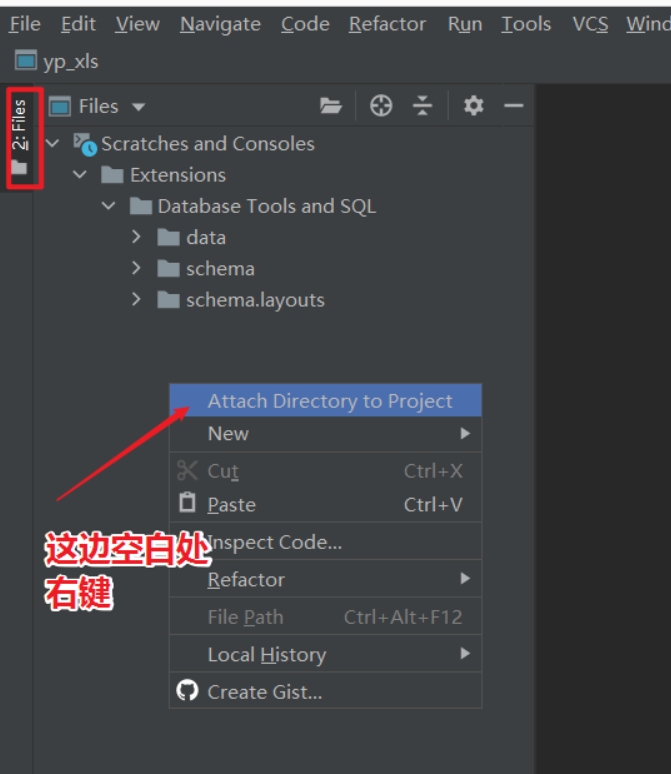 File Edit View Navigate Code Refactor Run Tools VCS Wind
yp_xls
2: Files
Files
Scratches and Consoles
Extensions
Database Tools and SQL
data
schema
schema.layouts
Attach Directory to Project
New
Cut Ctrl+X
Paste Ctrl+V
这边空白处
右键
Inspect Code...
Refactor
File Path Ctrl+Alt+F12
Local History
Create Gist...